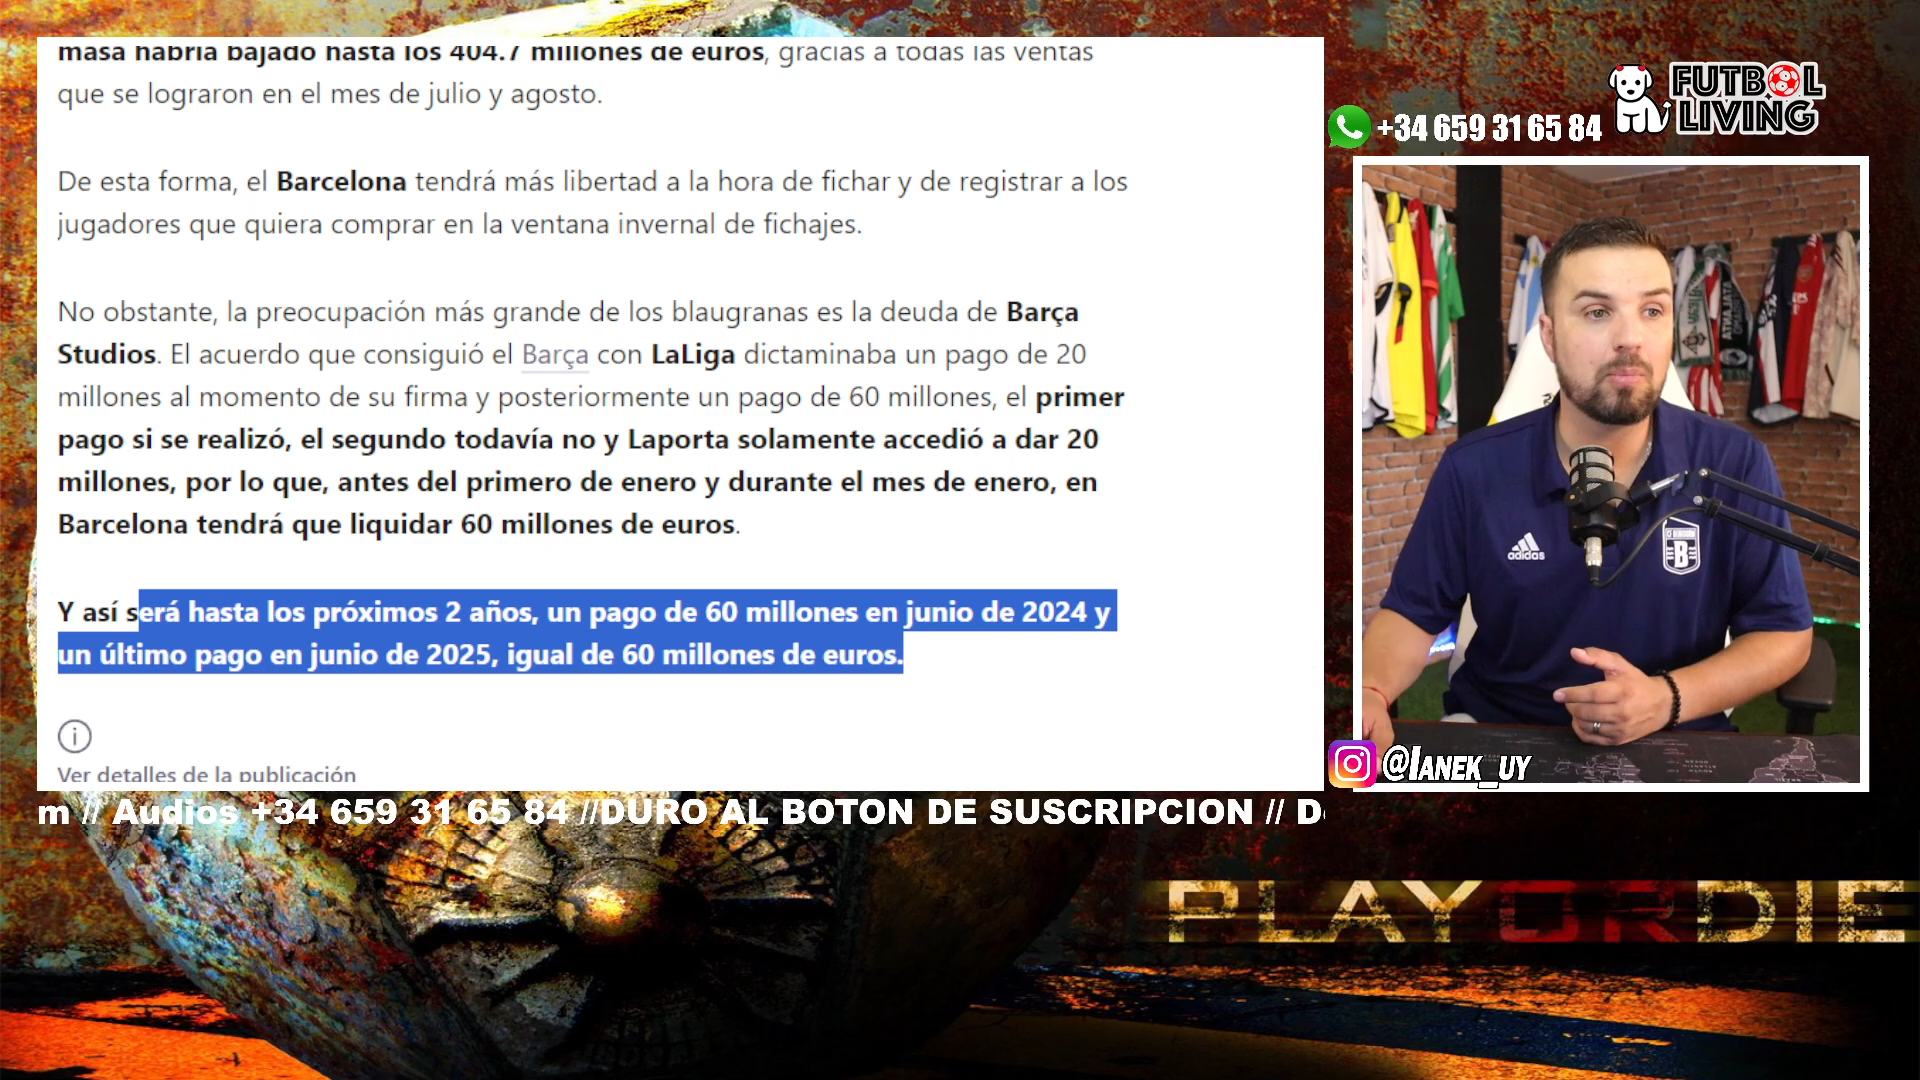 masa habría bajado hasta los 404.7 millones de euros, gracias a todas las ventas
que se lograron en el mes de julio y agosto.
De esta forma, el Barcelona tendrá más libertad a la hora de fichar y de registrar a los
jugadores que quiera comprar en la ventana invernal de fichajes.
No obstante, la preocupación más grande de los blaugranas es la deuda de Barça
Studios. El acuerdo que consiguió el Barça con LaLiga dictaminaba un pago de 20
millones al momento de su firma y posteriormente un pago de 60 millones, el primer
pago si se realizó, el segundo todavía no y Laporta solamente accedió a dar 20
millones, por lo que, antes del primero de enero y durante el mes de enero, en
Barcelona tendrá que liquidar 60 millones de euros.
Y así será hasta los próximos 2 años, un pago de 60 millones en junio de 2024 y
un último pago en junio de 2025, igual de 60 millones de euros.
Ver detalles de la publicación
m // Audios +34 659 31 65 84 //DURO AL BOTON DE SUSCRIPCION // D
FUTBOL
LIVING
+34 659 31 65 84
adidas
B
@IANEK_UY
PLAY OR DIE